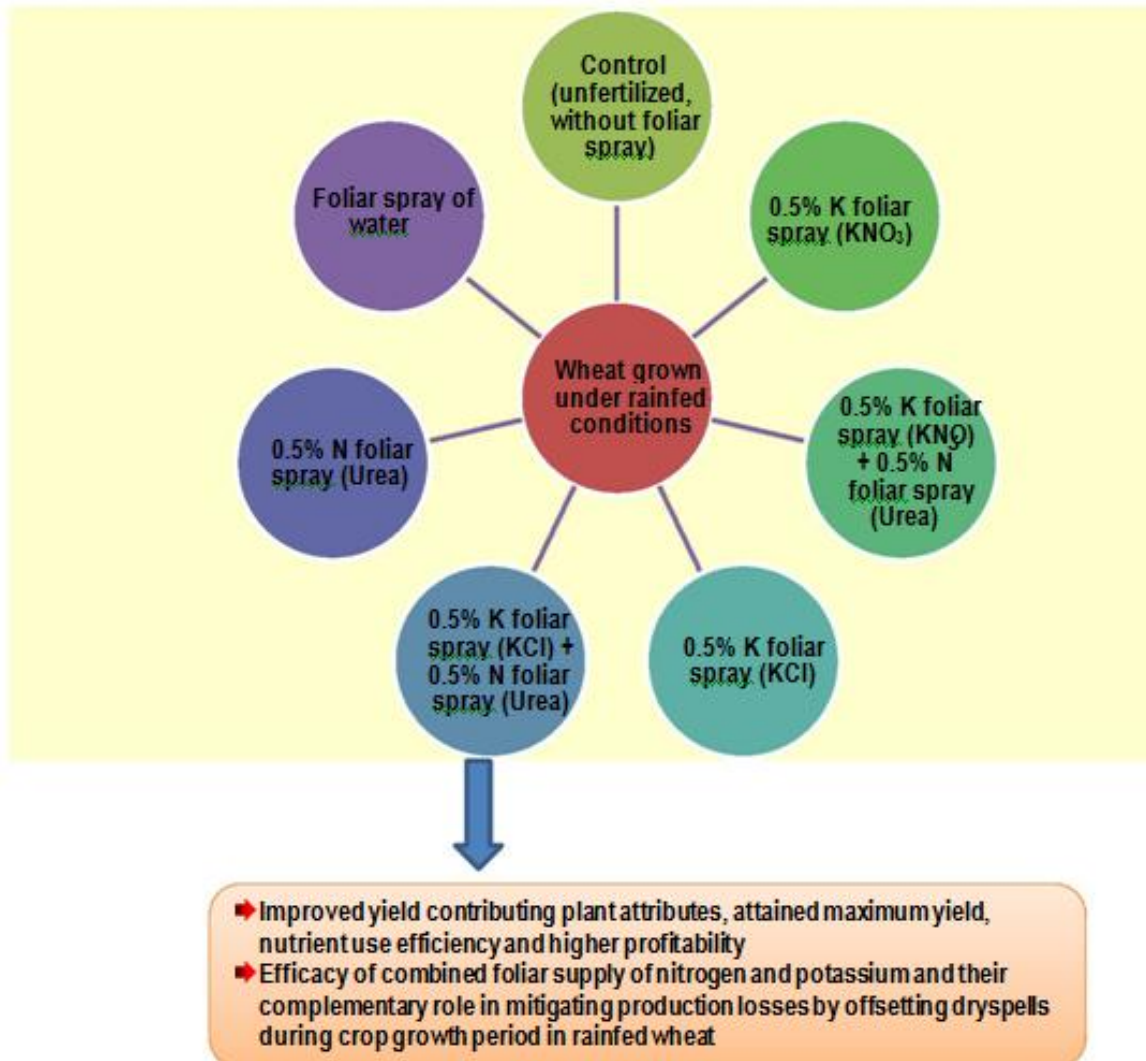 Control
(unfertilized,
without foliar
spray)
0.5% K foliar
spray (KNO₃)
0.5% K foliar
spray (KNO₃)
+ 0.5% N
foliar spray
(Urea)
0.5% K foliar
spray (KCl)
0.5% K foliar
spray (KCl) +
0.5% N foliar
spray (Urea)
0.5% N foliar
spray (Urea)
Foliar spray of
water
Wheat grown
under rainfed
conditions
Improved yield contributing plant attributes, attained maximum yield,
nutrient use efficiency and higher profitability
Efficacy of combined foliar supply of nitrogen and potassium and their
complementary role in mitigating production losses by offsetting dryspells
during crop growth period in rainfed wheat